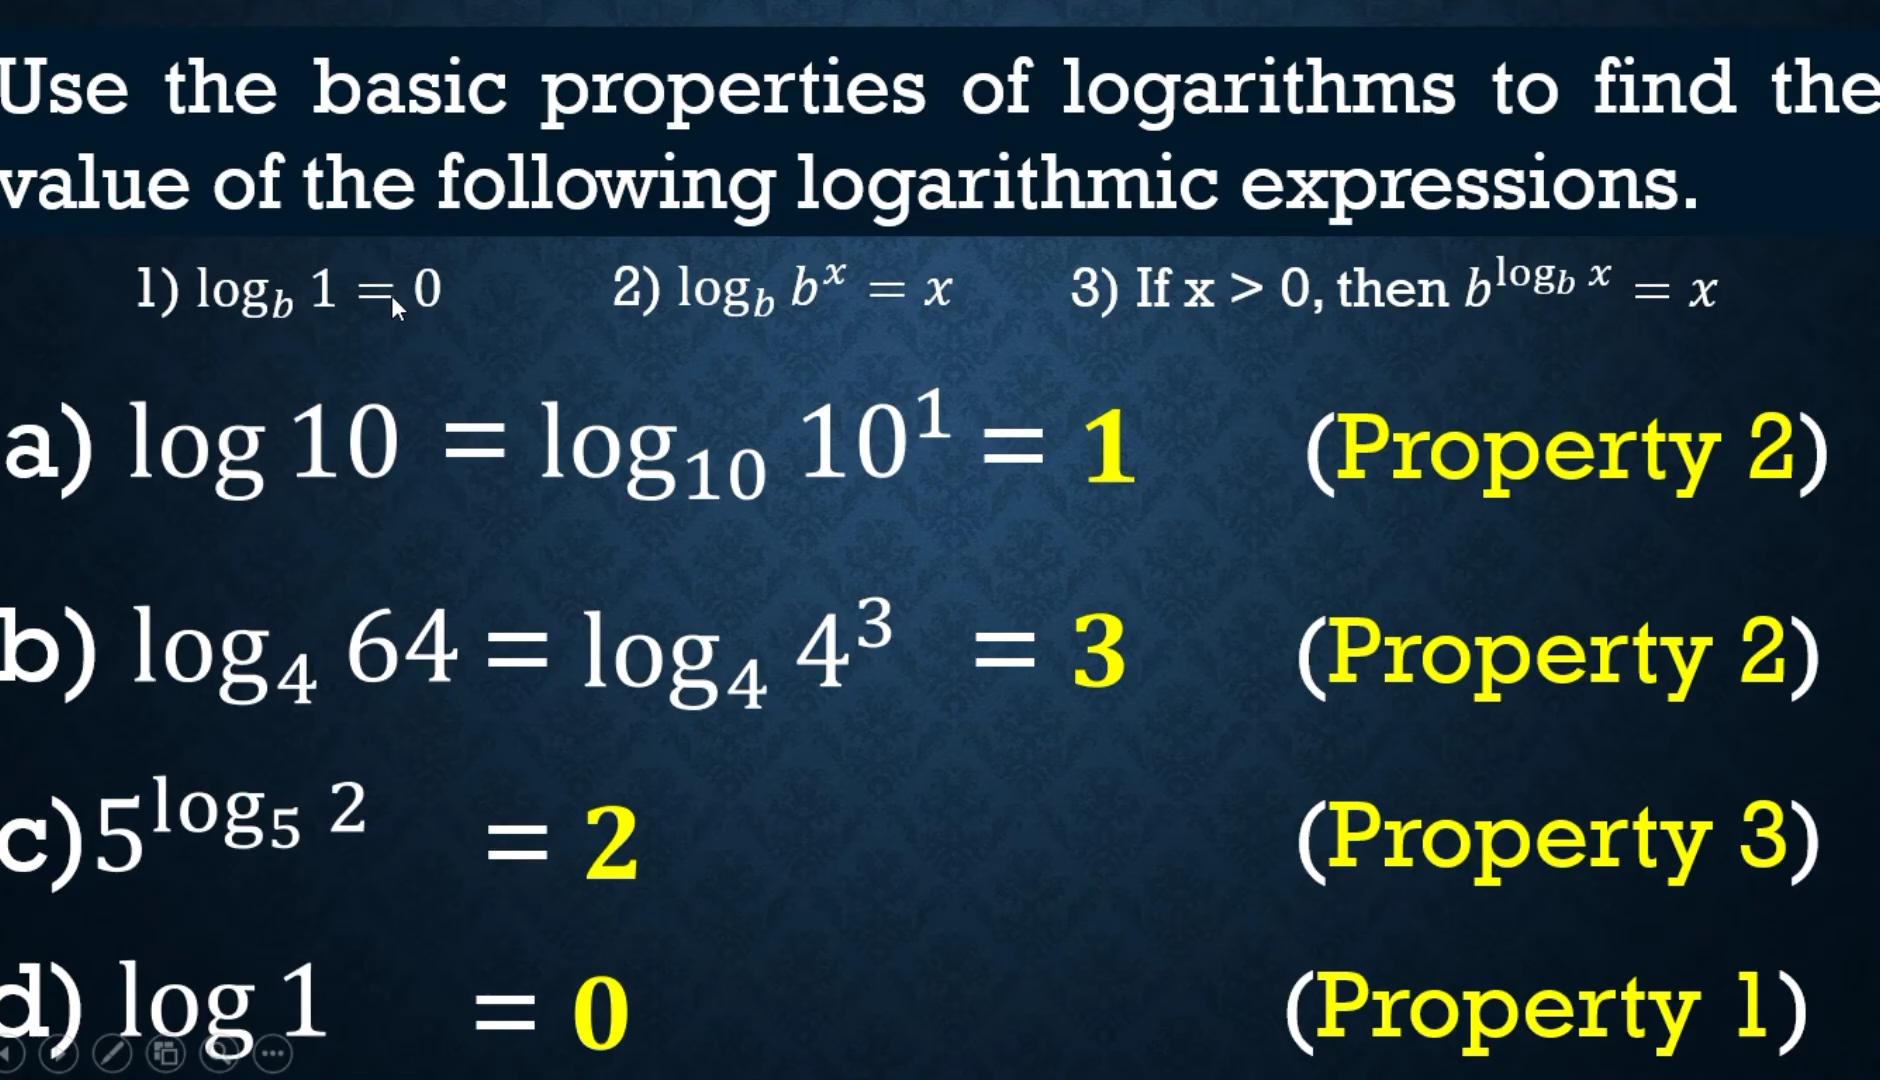 Use the basic properties of logarithms to find the
value of the following logarithmic expressions.
1) log_b 1 = 0 2) log_b b^x = x 3) If x > 0, then b^(log_b x) = x
a) log 10 = log_10 10^1 = 1 (Property 2)
b) log_4 64 = log_4 4^3 = 3 (Property 2)
c) 5^(log_5 2) = 2 (Property 3)
d) log 1 = 0 (Property 1)